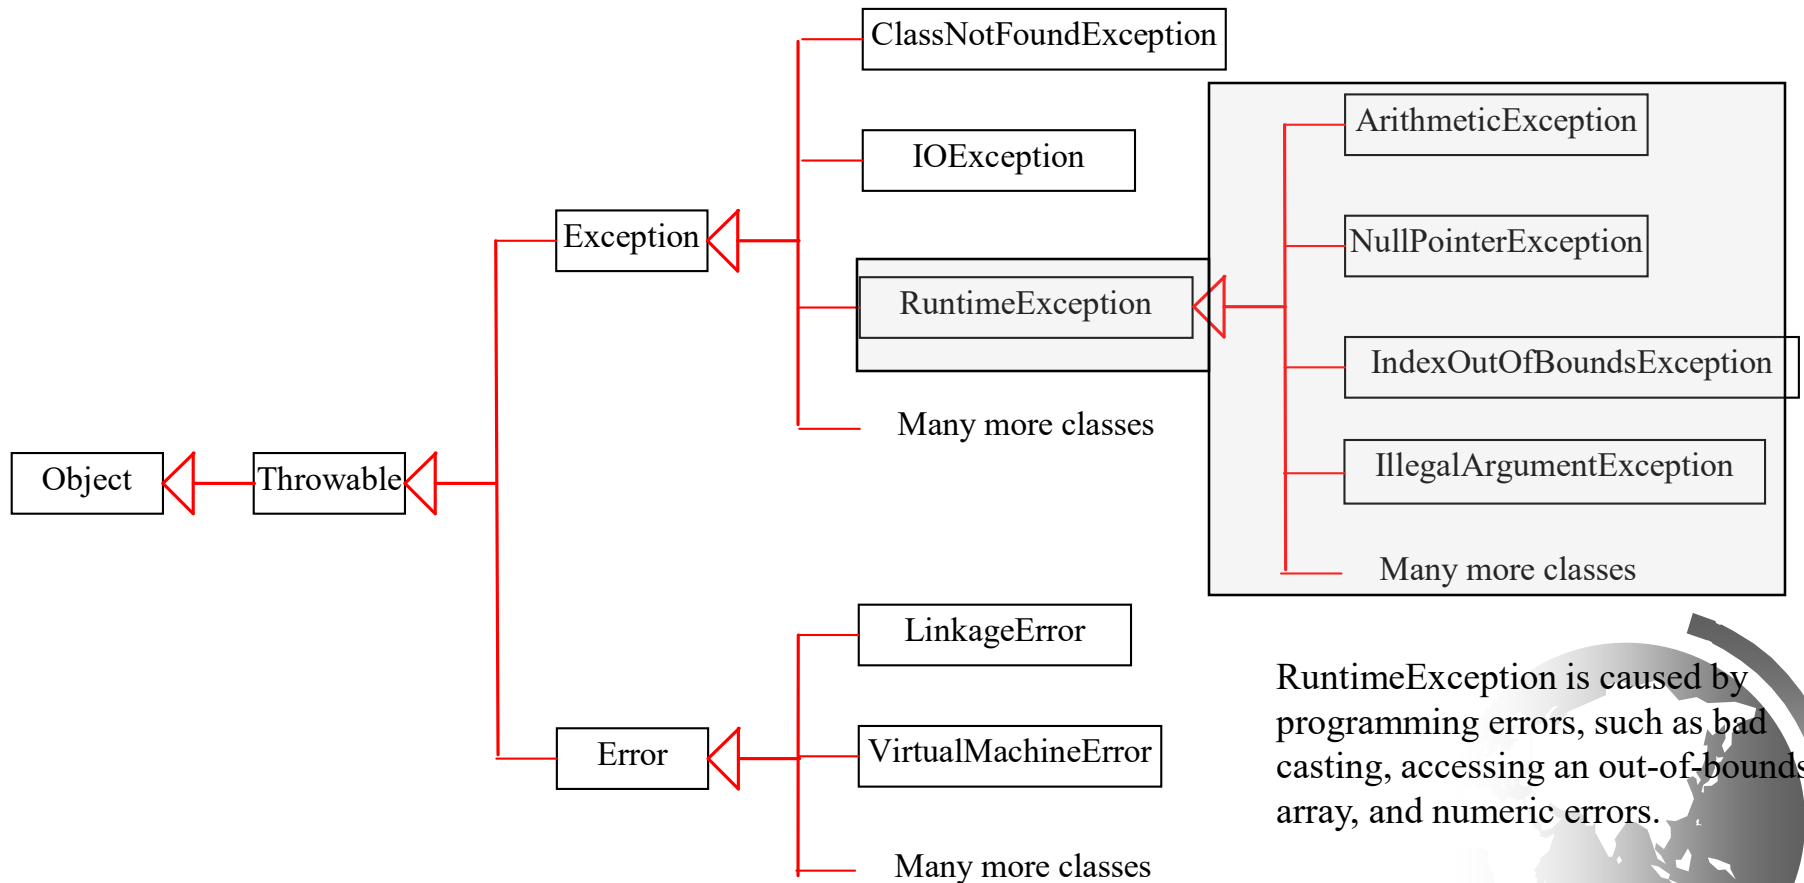 ClassNotFoundException
ArithmeticException
IOException
NullPointerException
Exception
RuntimeException
IndexOutOfBoundsException
Many more classes
IllegalArgumentException
Object
Throwable
Many more classes
LinkageError
RuntimeException is caused by
programming errors, such as bad
casting, accessing an out-of-bounds
array, and numeric errors.
Error
VirtualMachineError
Many more classes